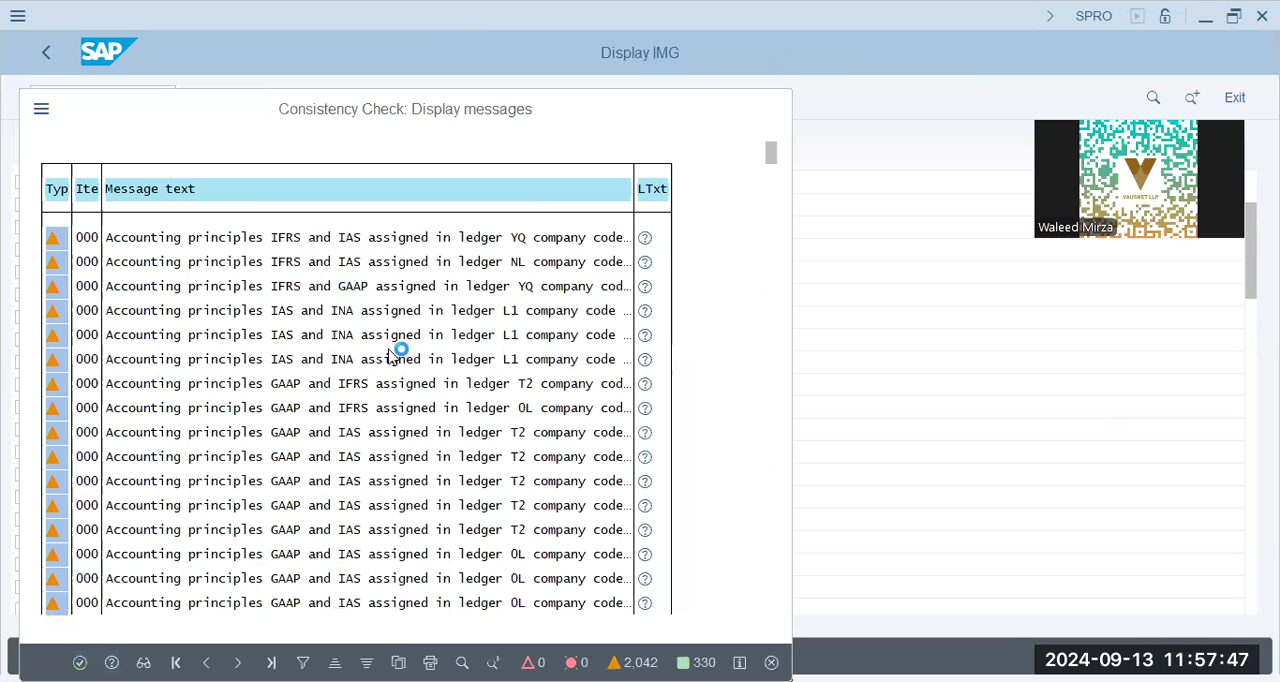 SPRO
SAP
Display IMG
Consistency Check: Display messages
Exit
Typ Ite Message text LTxt
000 Accounting principles IFRS and IAS assigned in ledger YQ company code…
000 Accounting principles IFRS and IAS assigned in ledger NL company code…
000 Accounting principles IFRS and GAAP assigned in ledger YQ company cod…
000 Accounting principles IAS and INA assigned in ledger L1 company code …
000 Accounting principles IAS and INA assigned in ledger L1 company code …
000 Accounting principles IAS and INA assigned in ledger L1 company code …
000 Accounting principles GAAP and IFRS assigned in ledger T2 company cod…
000 Accounting principles GAAP and IFRS assigned in ledger 0L company cod…
000 Accounting principles GAAP and IAS assigned in ledger T2 company code…
000 Accounting principles GAAP and IAS assigned in ledger T2 company code…
000 Accounting principles GAAP and IAS assigned in ledger T2 company code…
000 Accounting principles GAAP and IAS assigned in ledger T2 company code…
000 Accounting principles GAAP and IAS assigned in ledger T2 company code…
000 Accounting principles GAAP and IAS assigned in ledger 0L company code…
000 Accounting principles GAAP and IAS assigned in ledger 0L company code…
000 Accounting principles GAAP and IAS assigned in ledger 0L company code…
0 0 2,042 330
VAUSNET LLP
Waleed Mirza
2024-09-13 11:57:47